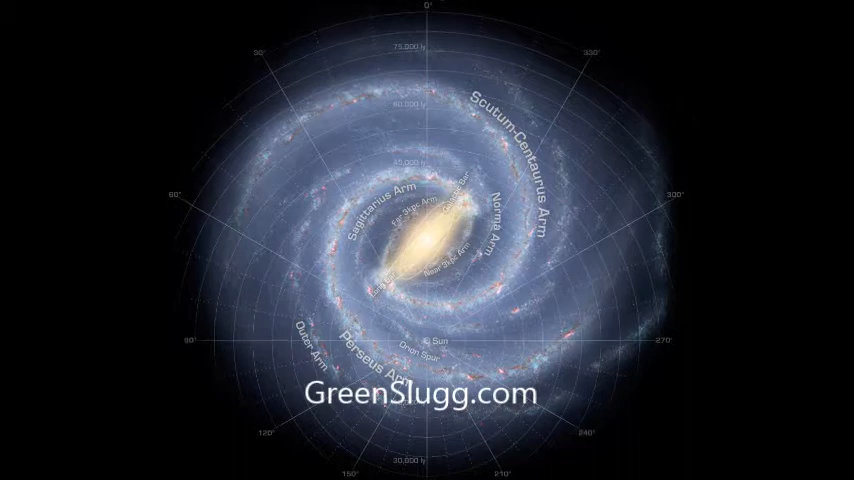 0°
30°
330°
75,000 ly
60,000 ly
Scutum-Centaurus Arm
45,000 ly
60°
300°
Sagittarius Arm
Far 3kpc Arm
Galactic Bar
Norma Arm
Near 3kpc Arm
Long Bar
Outer Arm
90°
Sun
270°
Orion Spur
Perseus Arm
GreenSlugg.com
120°
240°
30,000 ly
150°
210°